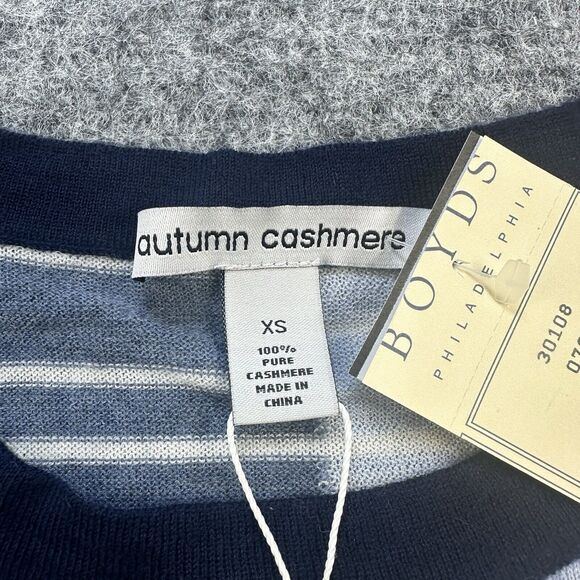 autumn cashmere
XS
100%
PURE
CASHMERE
MADE IN
CHINA
BOYDS
PHILADELPHIA
30108